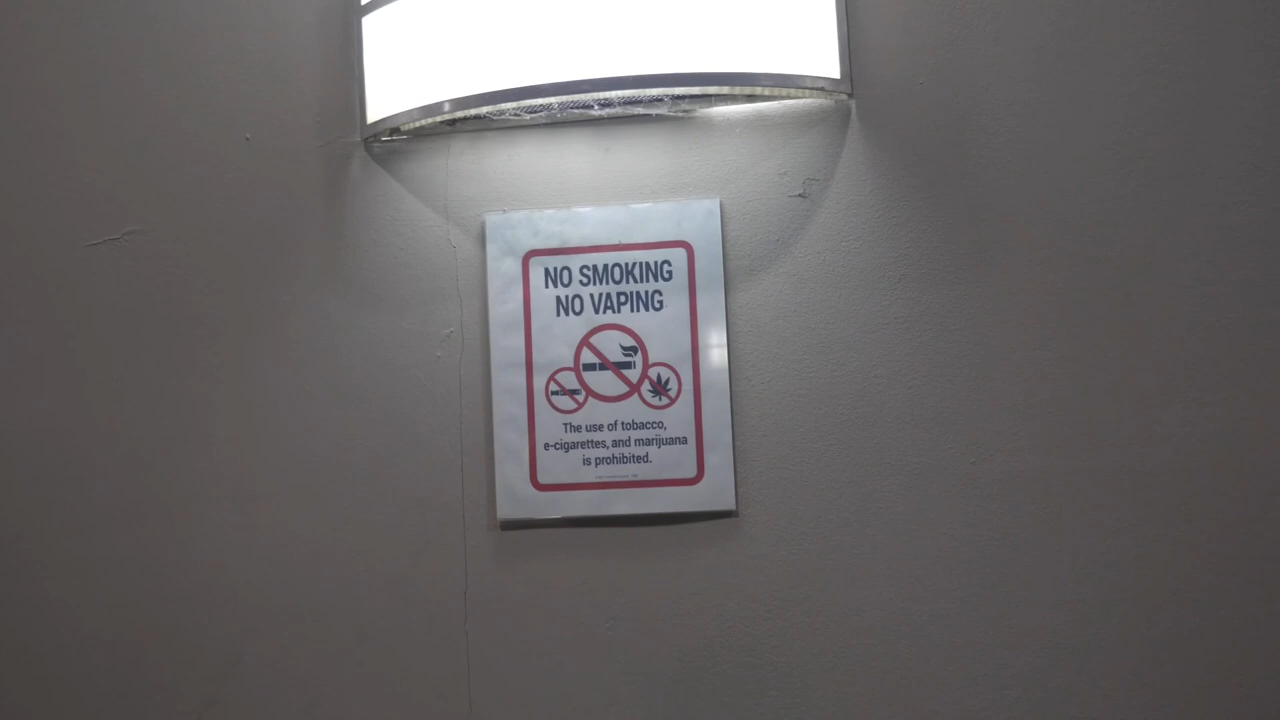 NO SMOKING
NO VAPING
The use of tobacco,
e-cigarettes, and marijuana
is prohibited.